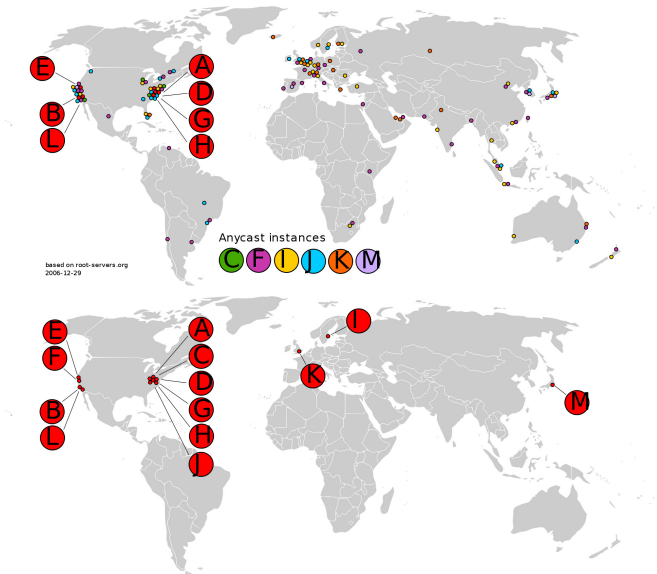 E
A
B
D
L
G
H
Anycast instances
C F I J K M
based on root-servers.org
2006-12-29
E
A
I
F
C
K
D
B
G
M
L
H
J